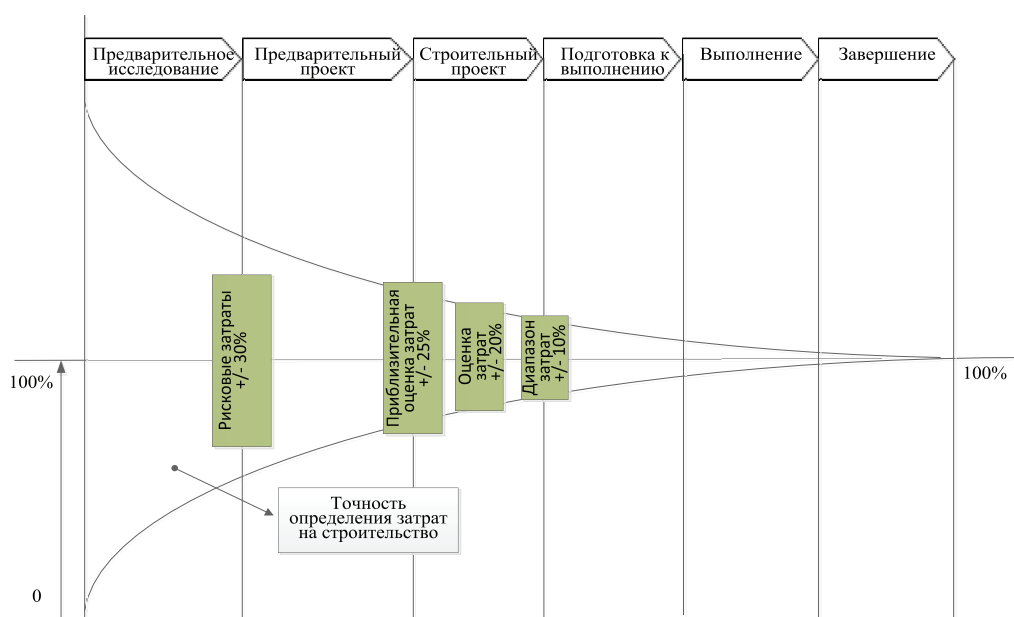 Предварительное
исследование
Предварительный
проект
Строительный
проект
Подготовка к
выполнению
Выполнение
Завершение
Рисковые затраты
+/- 30%
Приблизительная
оценка затрат
+/- 25%
Оценка
затрат
+/- 20%
Диапазон
затрат
+/- 10%
100%
100%
Точность
определения затрат
на строительство
0